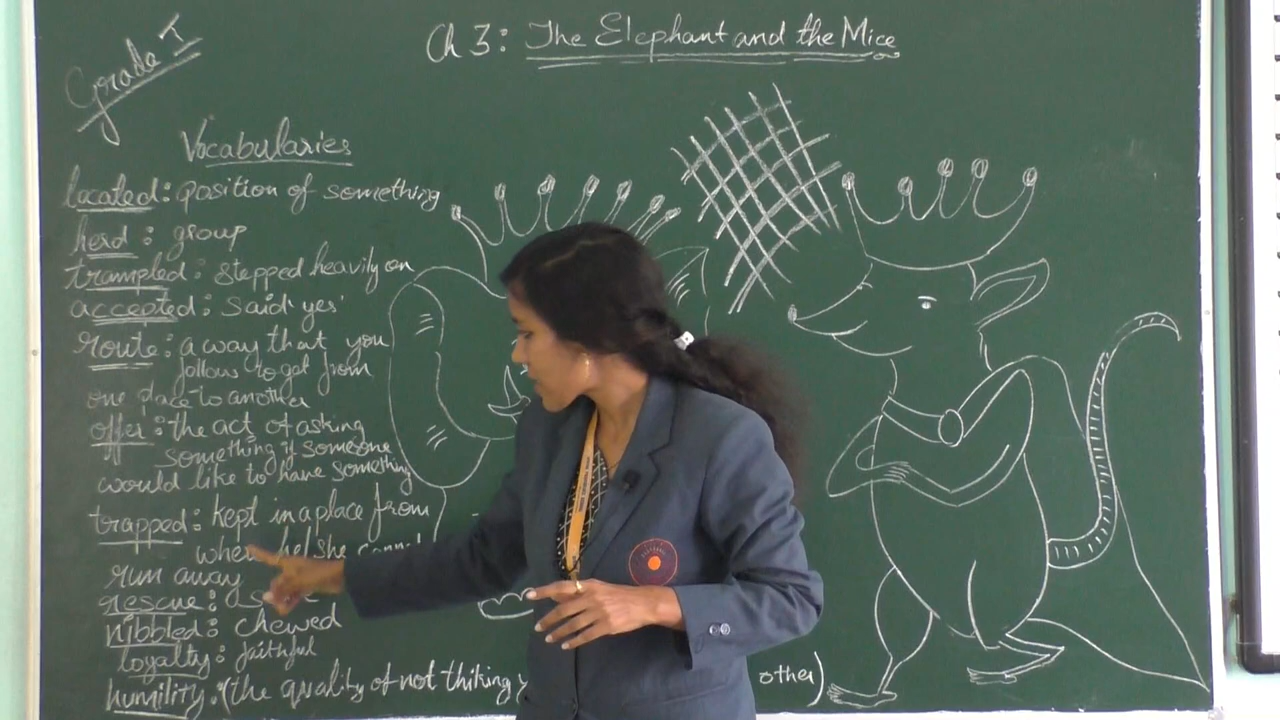 Grade I
Ch 3: The Elephant and the Mice
Vocabularies
located: position of something
herd: group
trampled: stepped heavily on
accepted: said 'yes'
route: a way that you
follow to get from
one place to another
offer: the act of asking
something if someone
would like to have something
trapped: kept in a place from
where he/she
run away
rescue:
nibbled: chewed
loyalty: faithful
humility: (the quality of not thiking
other)